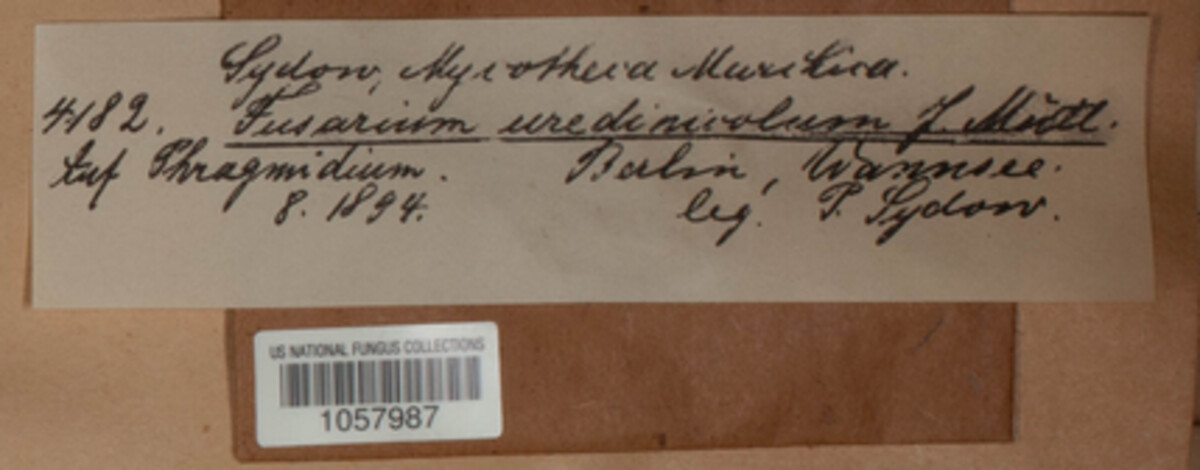 Sydow, Mycotheca Marchica.
4182. Fusarium uredinicolum J. Müll.
Auf Phragmidium. Berlin, Wannsee.
8. 1894. leg. P. Sydow.
US NATIONAL FUNGUS COLLECTIONS
1057987